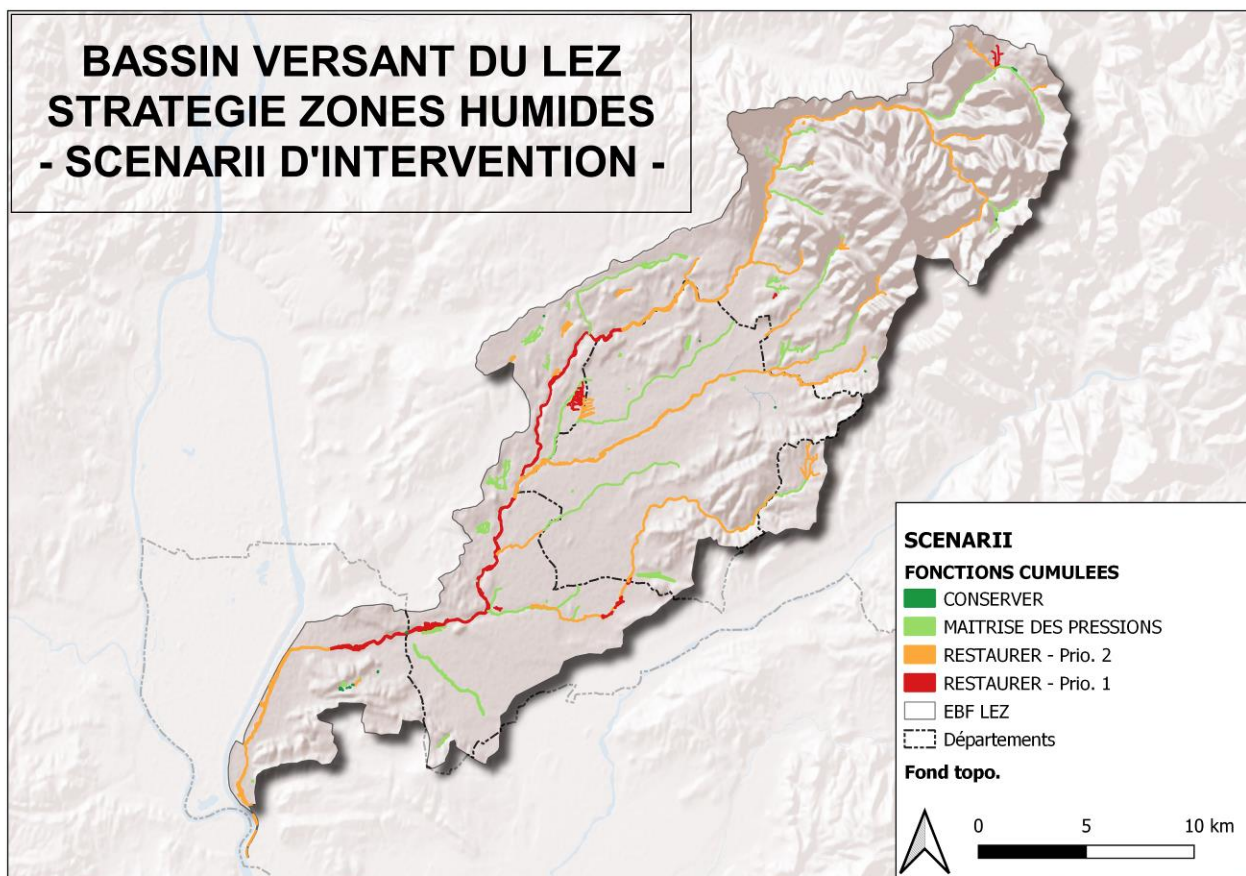 BASSIN VERSANT DU LEZ
STRATEGIE ZONES HUMIDES
- SCENARII D'INTERVENTION -
SCENARII
FONCTIONS CUMULEES
CONSERVER
MAITRISE DES PRESSIONS
RESTAURER - Prio. 2
RESTAURER - Prio. 1
EBF LEZ
Départements
Fond topo.
0 5 10 km